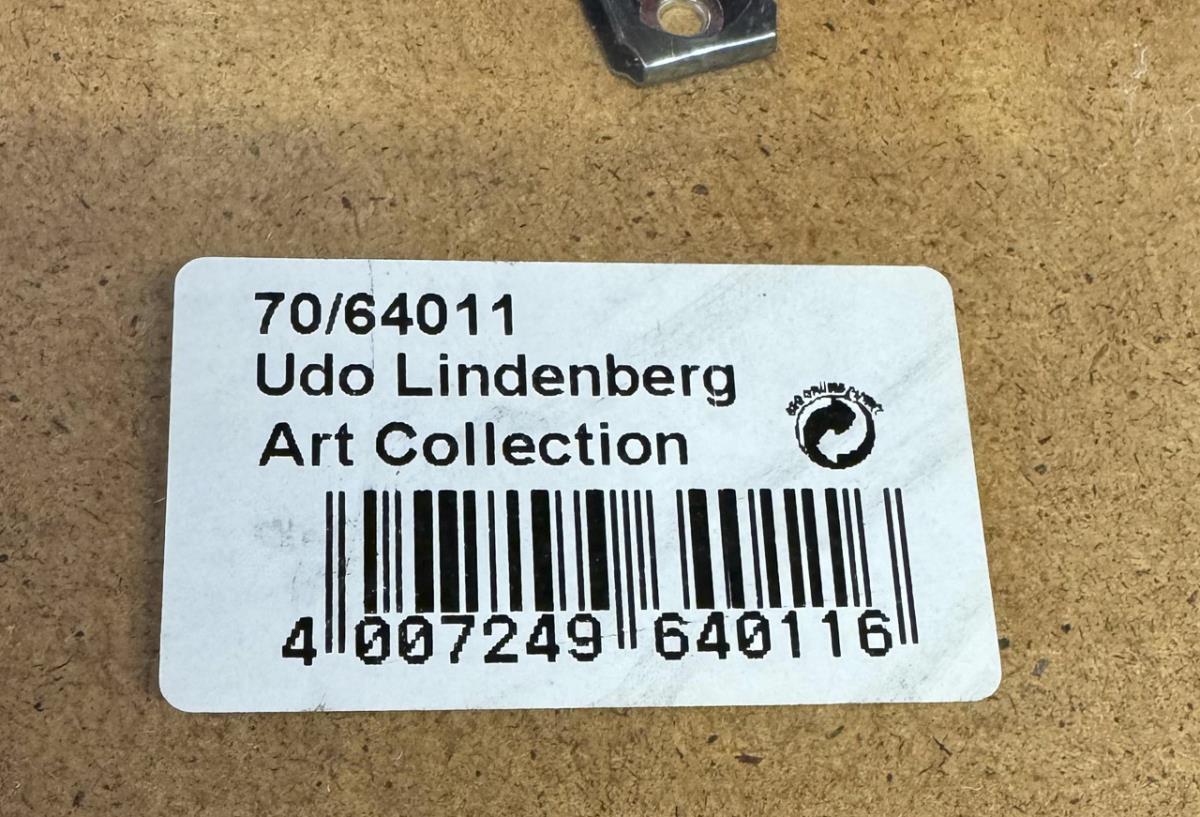 70/64011
Udo Lindenberg
Art Collection
4 007249 640116